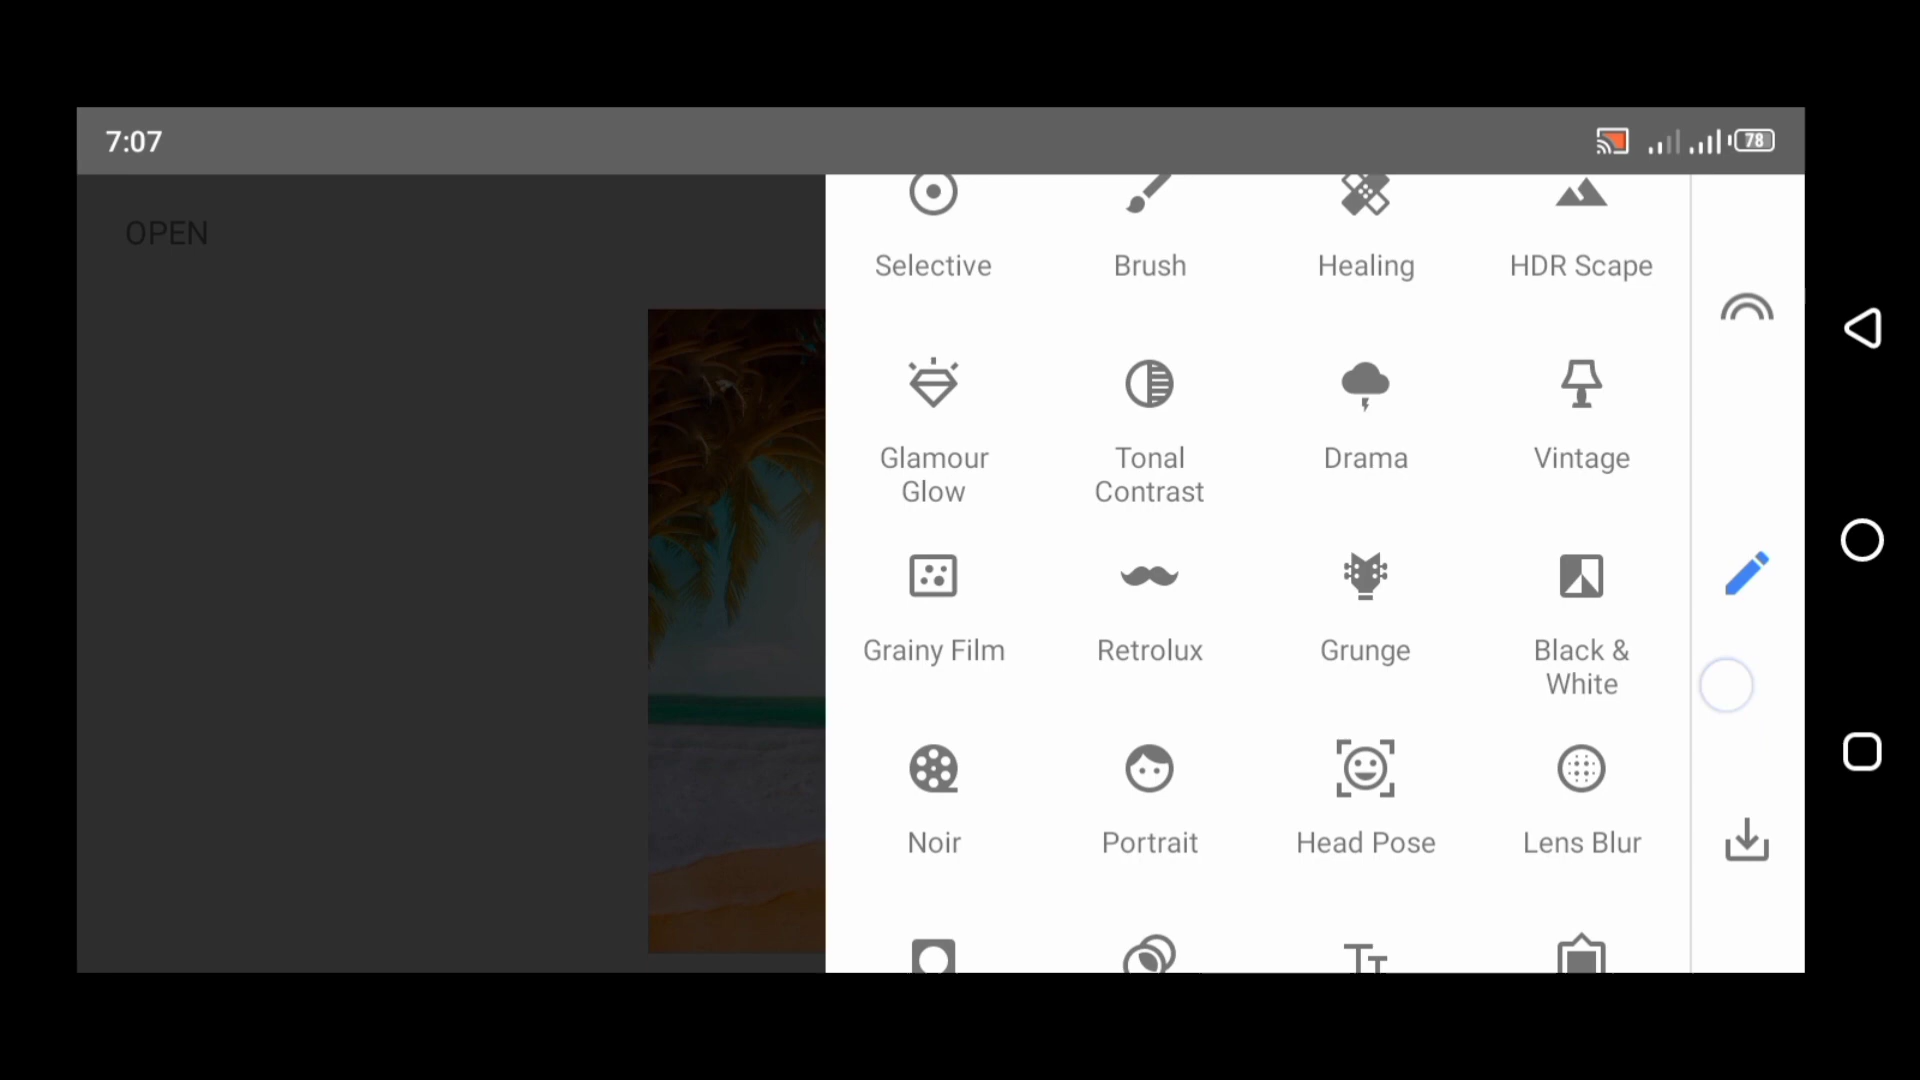 7:07
78
OPEN
Selective
Brush
Healing
HDR Scape
Glamour
Glow
Tonal
Contrast
Drama
Vintage
Grainy Film
Retrolux
Grunge
Black &
White
Noir
Portrait
Head Pose
Lens Blur